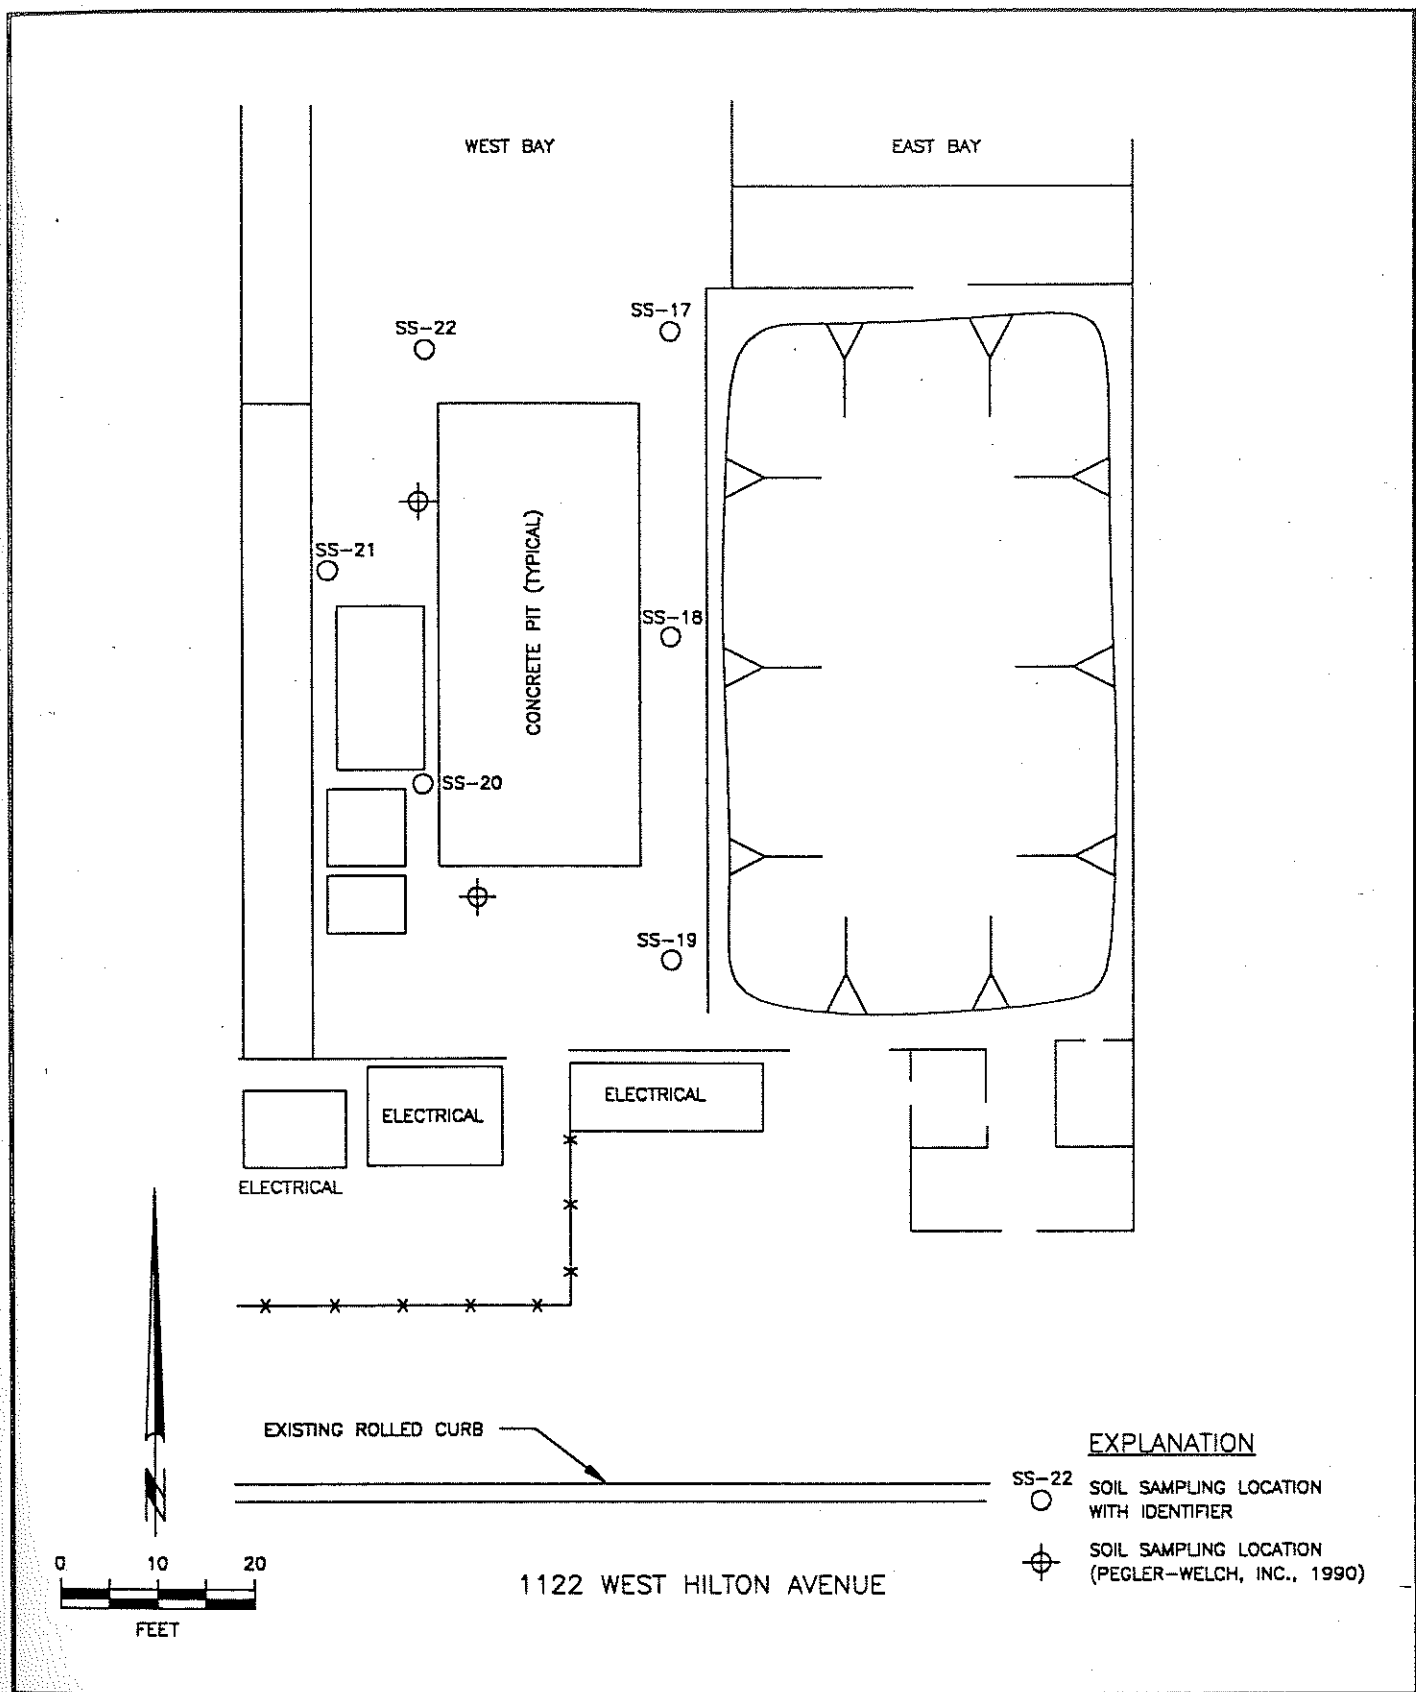 WEST BAY
EAST BAY
SS-17
SS-22
SS-21
CONCRETE PIT (TYPICAL)
SS-18
SS-20
SS-19
ELECTRICAL
ELECTRICAL
ELECTRICAL
EXISTING ROLLED CURB
EXPLANATION
SS-22
SOIL SAMPLING LOCATION
WITH IDENTIFIER
SOIL SAMPLING LOCATION
(PEGLER-WELCH, INC., 1990)
N
0 10 20
FEET
1122 WEST HILTON AVENUE